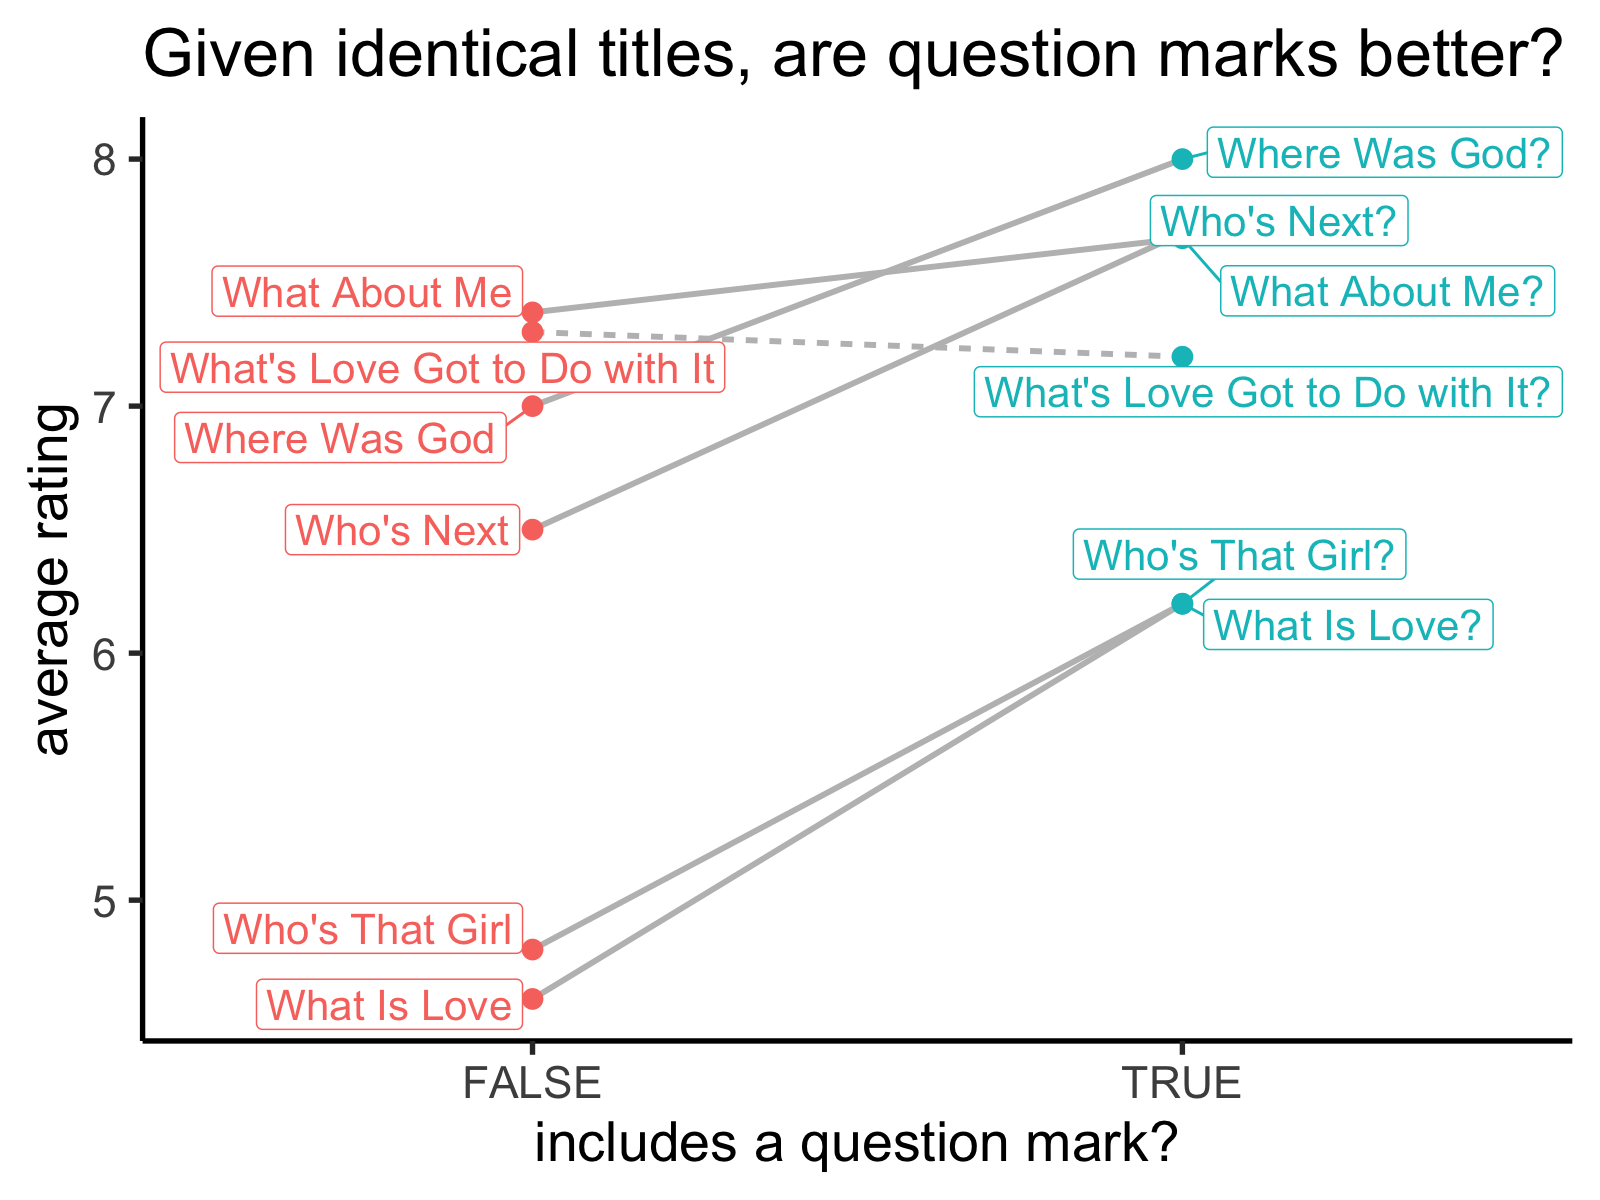 Given identical titles, are question marks better?
8
7
6
5
average rating
Where Was God?
Who's Next?
What About Me
What About Me?
What's Love Got to Do with It
What's Love Got to Do with It?
Where Was God
Who's Next
Who's That Girl?
What Is Love?
Who's That Girl
What Is Love
FALSE
TRUE
includes a question mark?